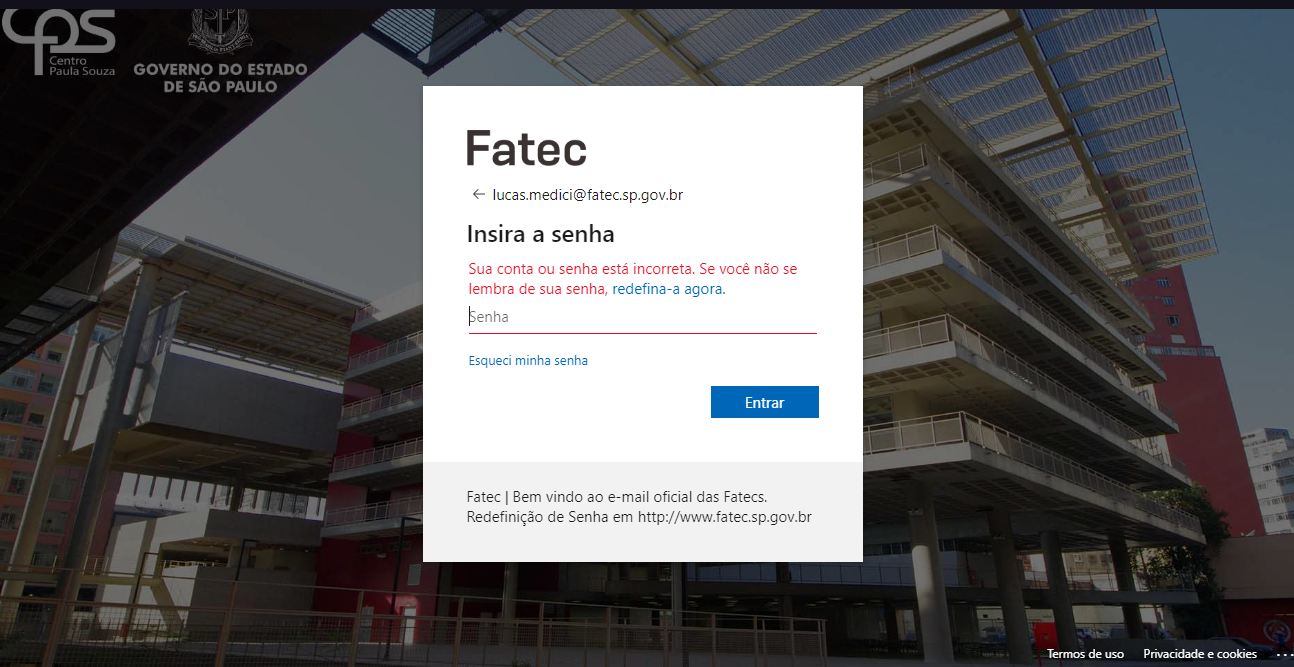 cps
Centro
Paula Souza
SP
GOVERNO DO ESTADO
DE SÃO PAULO
Fatec
lucas.medici@fatec.sp.gov.br
Insira a senha
Sua conta ou senha está incorreta. Se você não se
lembra de sua senha, redefina-a agora.
Senha
Esqueci minha senha
Entrar
Fatec | Bem vindo ao e-mail oficial das Fatecs.
Redefinição de Senha em http://www.fatec.sp.gov.br
Termos de uso Privacidade e cookies ...